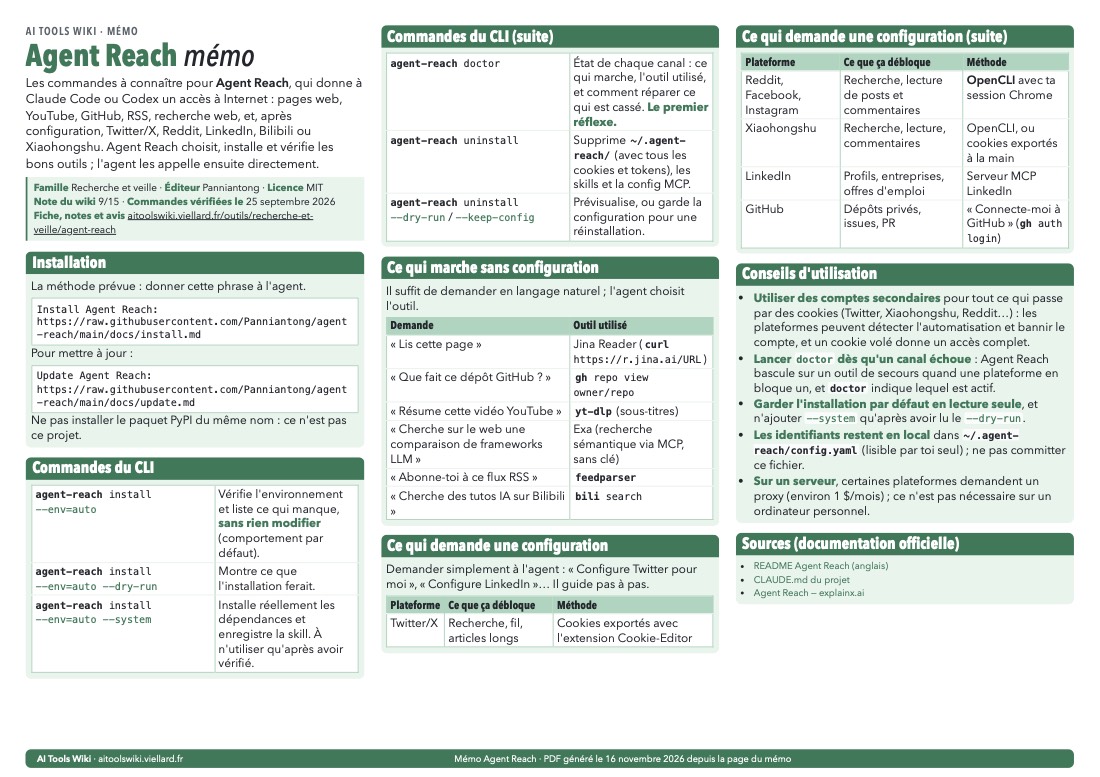 AI TOOLS WIKI · MÉMO
Agent Reach mémo
Les commandes à connaître pour Agent Reach, qui donne à
Claude Code ou Codex un accès à Internet : pages web,
YouTube, GitHub, RSS, recherche web, et, après
configuration, Twitter/X, Reddit, LinkedIn, Bilibili ou
Xiaohongshu. Agent Reach choisit, installe et vérifie les
bons outils ; l'agent les appelle ensuite directement.
Famille Recherche et veille · Éditeur Panniantong · Licence MIT
Note du wiki 9/15 · Commandes vérifiées le 25 septembre 2026
Fiche, notes et avis aitoolswiki.viellard.fr/outils/recherche-et-
veille/agent-reach
Installation
La méthode prévue : donner cette phrase à l'agent.
Install Agent Reach:
https://raw.githubusercontent.com/Panniantong/agent
-reach/main/docs/install.md
Pour mettre à jour :
Update Agent Reach:
https://raw.githubusercontent.com/Panniantong/agent
-reach/main/docs/update.md
Ne pas installer le paquet PyPI du même nom : ce n'est pas
ce projet.
Commandes du CLI
agent-reach install
--env=auto
Vérifie l'environnement
et liste ce qui manque,
sans rien modifier
(comportement par
défaut).
agent-reach install
--env=auto --dry-run
Montre ce que
l'installation ferait.
agent-reach install
--env=auto --system
Installe réellement les
dépendances et
enregistre la skill. À
n'utiliser qu'après avoir
vérifié.
Commandes du CLI (suite)
agent-reach doctor
État de chaque canal : ce
qui marche, l'outil utilisé,
et comment réparer ce
qui est cassé. Le premier
réflexe.
agent-reach uninstall
Supprime ~/.agent-
reach/ (avec tous les
cookies et tokens), les
skills et la config MCP.
agent-reach uninstall
--dry-run / --keep-config
Prévisualise, ou garde la
configuration pour une
réinstallation.
Ce qui marche sans configuration
Il suffit de demander en langage naturel ; l'agent choisit
l'outil.
Demande Outil utilisé
« Lis cette page »
Jina Reader ( curl
https://r.jina.ai/URL)
« Que fait ce dépôt GitHub ? »
gh repo view
owner/repo
« Résume cette vidéo YouTube » yt-dlp (sous-titres)
« Cherche sur le web une
comparaison de frameworks
LLM »
Exa (recherche
sémantique via MCP,
sans clé)
« Abonne-toi à ce flux RSS » feedparser
« Cherche des tutos IA sur Bilibili
»
bili search
Ce qui demande une configuration
Demander simplement à l'agent : « Configure Twitter pour
moi », « Configure LinkedIn »… Il guide pas à pas.
Plateforme Ce que ça débloque Méthode
Twitter/X
Recherche, fil,
articles longs
Cookies exportés avec
l'extension Cookie-Editor
Ce qui demande une configuration (suite)
Plateforme Ce que ça débloque Méthode
Reddit,
Facebook,
Instagram
Recherche, lecture
de posts et
commentaires
OpenCLI avec ta
session Chrome
Xiaohongshu
Recherche, lecture,
commentaires
OpenCLI, ou
cookies exportés
à la main
LinkedIn
Profils, entreprises,
offres d'emploi
Serveur MCP
LinkedIn
GitHub
Dépôts privés,
issues, PR
« Connecte-moi à
GitHub » (gh auth
login)
Conseils d'utilisation
• Utiliser des comptes secondaires pour tout ce qui passe
par des cookies (Twitter, Xiaohongshu, Reddit…) : les
plateformes peuvent détecter l'automatisation et bannir le
compte, et un cookie volé donne un accès complet.
• Lancer doctor dès qu'un canal échoue : Agent Reach
bascule sur un outil de secours quand une plateforme en
bloque un, et doctor indique lequel est actif.
• Garder l'installation par défaut en lecture seule, et
n'ajouter --system qu'après avoir lu le --dry-run.
• Les identifiants restent en local dans ~/.agent-
reach/config.yaml (lisible par toi seul) ; ne pas committer
ce fichier.
• Sur un serveur, certaines plateformes demandent un
proxy (environ 1 $/mois) ; ce n'est pas nécessaire sur un
ordinateur personnel.
Sources (documentation officielle)
• README Agent Reach (anglais)
• CLAUDE.md du projet
• Agent Reach — explainx.ai
AI Tools Wiki · aitoolswiki.viellard.fr
Mémo Agent Reach · PDF généré le 16 novembre 2026 depuis la page du mémo